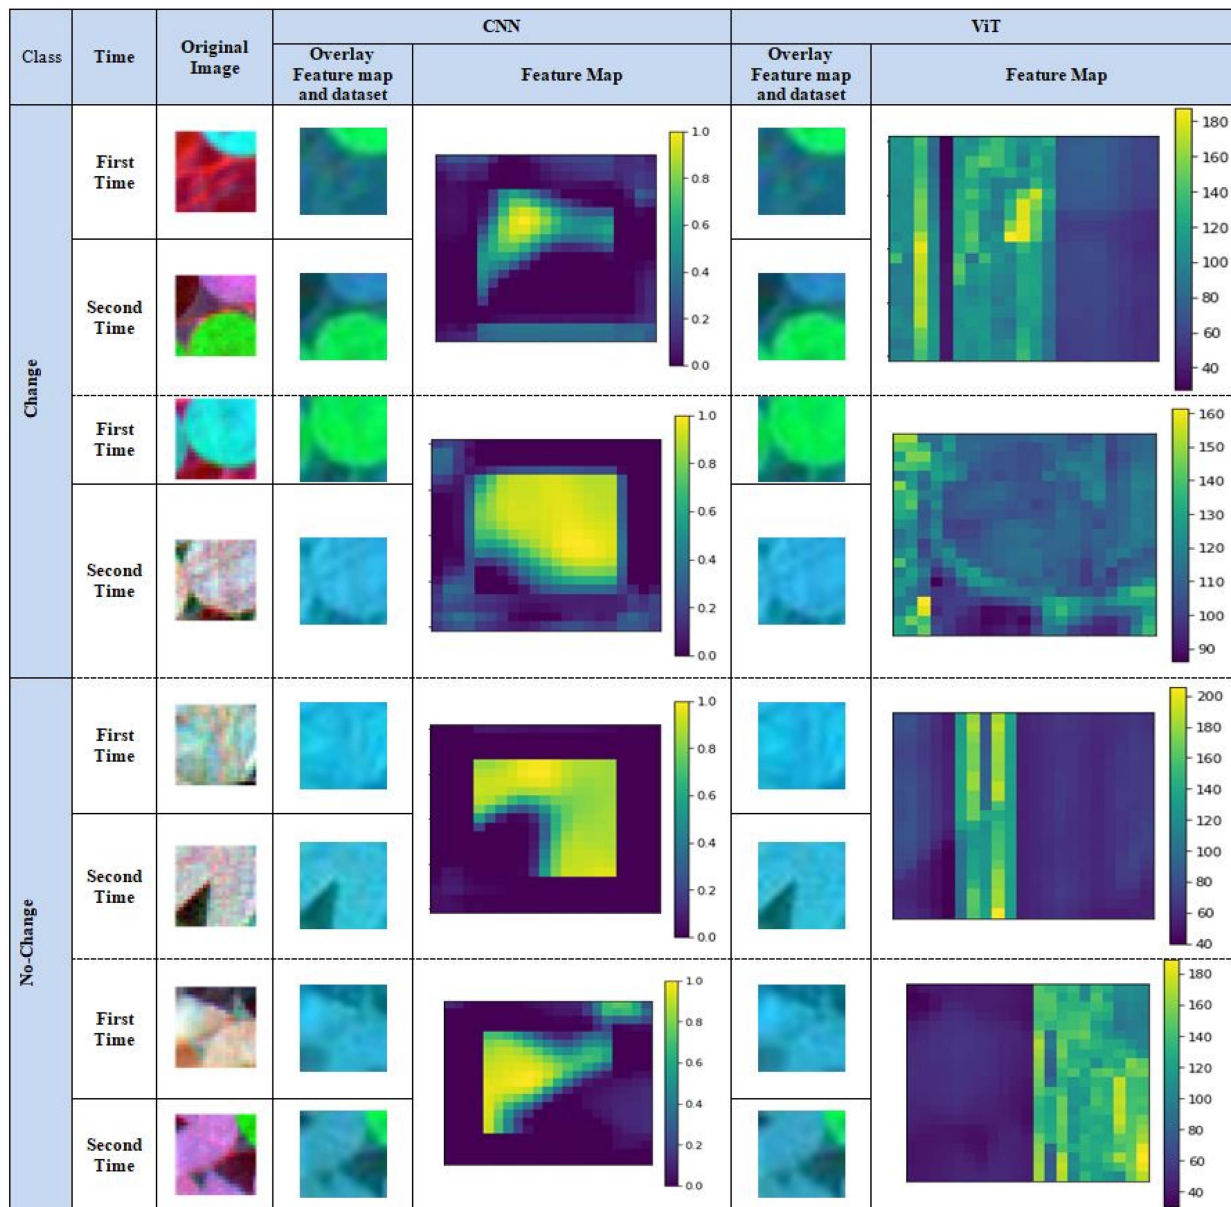 CNN
ViT
Class
Time
Original
Image
Overlay
Feature map
and dataset
Feature Map
Overlay
Feature map
and dataset
Feature Map
Change
First
Time
1.0
0.8
0.6
0.4
0.2
0.0
180
160
140
120
100
80
60
40
Second
Time
First
Time
1.0
0.8
0.6
0.4
0.2
0.0
160
150
140
130
120
110
100
90
Second
Time
No-Change
First
Time
1.0
0.8
0.6
0.4
0.2
0.0
200
180
160
140
120
100
80
60
40
Second
Time
First
Time
1.0
0.8
0.6
0.4
0.2
0.0
180
160
140
120
100
80
60
40
Second
Time